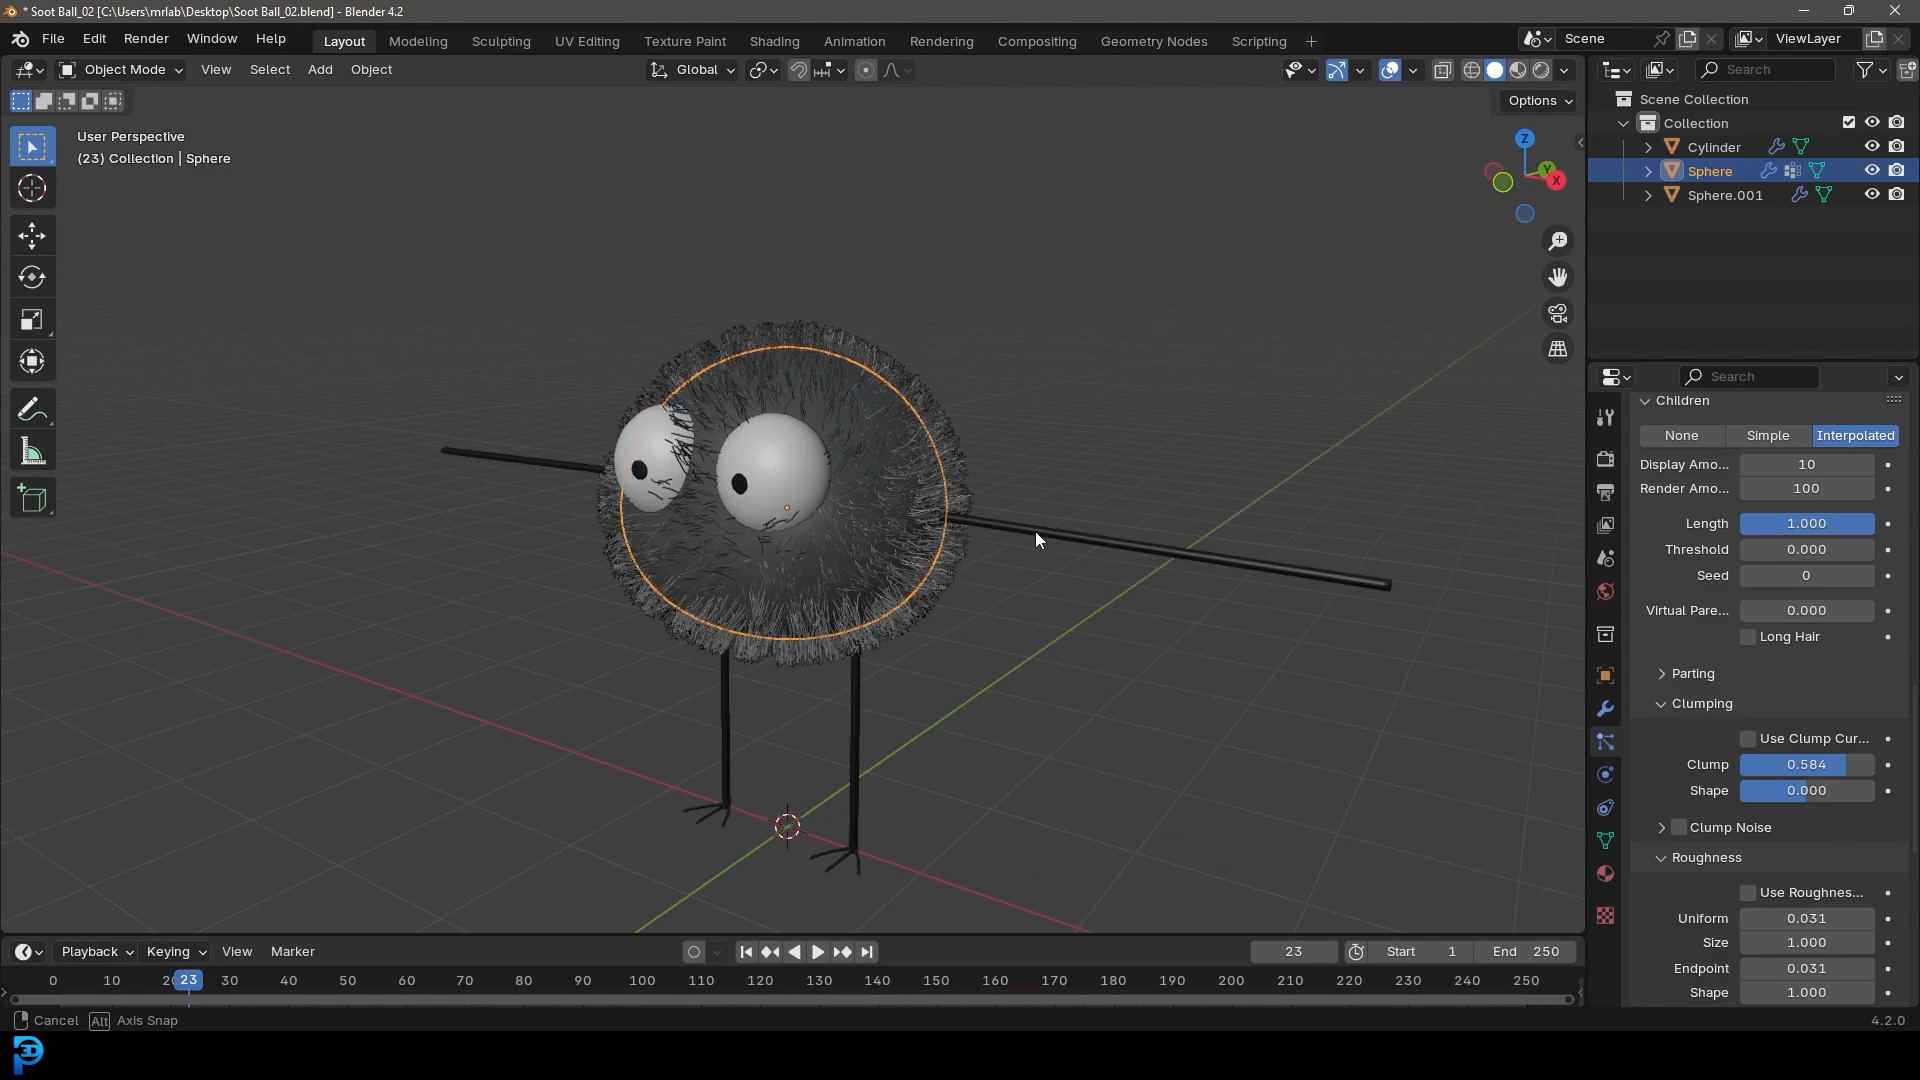 * Soot Ball_02 [C:\Users\mrlab\Desktop\Soot Ball_02.blend] - Blender 4.2
File Edit Render Window Help
Layout Modeling Sculpting UV Editing Texture Paint Shading Animation Rendering Compositing Geometry Nodes Scripting +
Scene
ViewLayer
Object Mode View Select Add Object
Global
Options
Search
User Perspective
(23) Collection | Sphere
Z
Y
X
Scene Collection
Collection
Cylinder
Sphere
Sphere.001
Search
Children
None Simple Interpolated
Display Amo... 10
Render Amo... 100
Length 1.000
Threshold 0.000
Seed 0
Virtual Pare... 0.000
Long Hair
Parting
Clumping
Use Clump Cur...
Clump 0.584
Shape 0.000
Clump Noise
Roughness
Use Roughnes...
Uniform 0.031
Size 1.000
Endpoint 0.031
Shape 1.000
Playback Keying View Marker
23 Start 1 End 250
0 10 2 23 30 40 50 60 70 80 90 100 110 120 130 140 150 160 170 180 190 200 210 220 230 240 250
Cancel Alt Axis Snap
4.2.0
3D